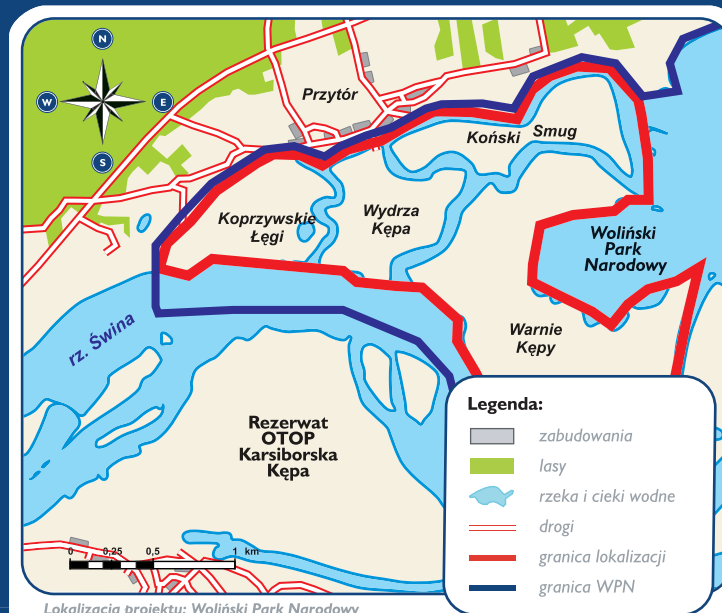 N
W
E
S
Przytór
Koński Smug
Koprzywskie
Łęgi
Wydrza
Kępa
Woliński
Park
Narodowy
rz. Świna
Warnie
Kępy
Rezerwat
OTOP
Karsiborska
Kępa
Legenda:
zabudowania
lasy
rzeka i cieki wodne
drogi
granica lokalizacji
granica WPN
0 0,25 0,5 1 km
Lokalizacja projektu: Woliński Park Narodowy